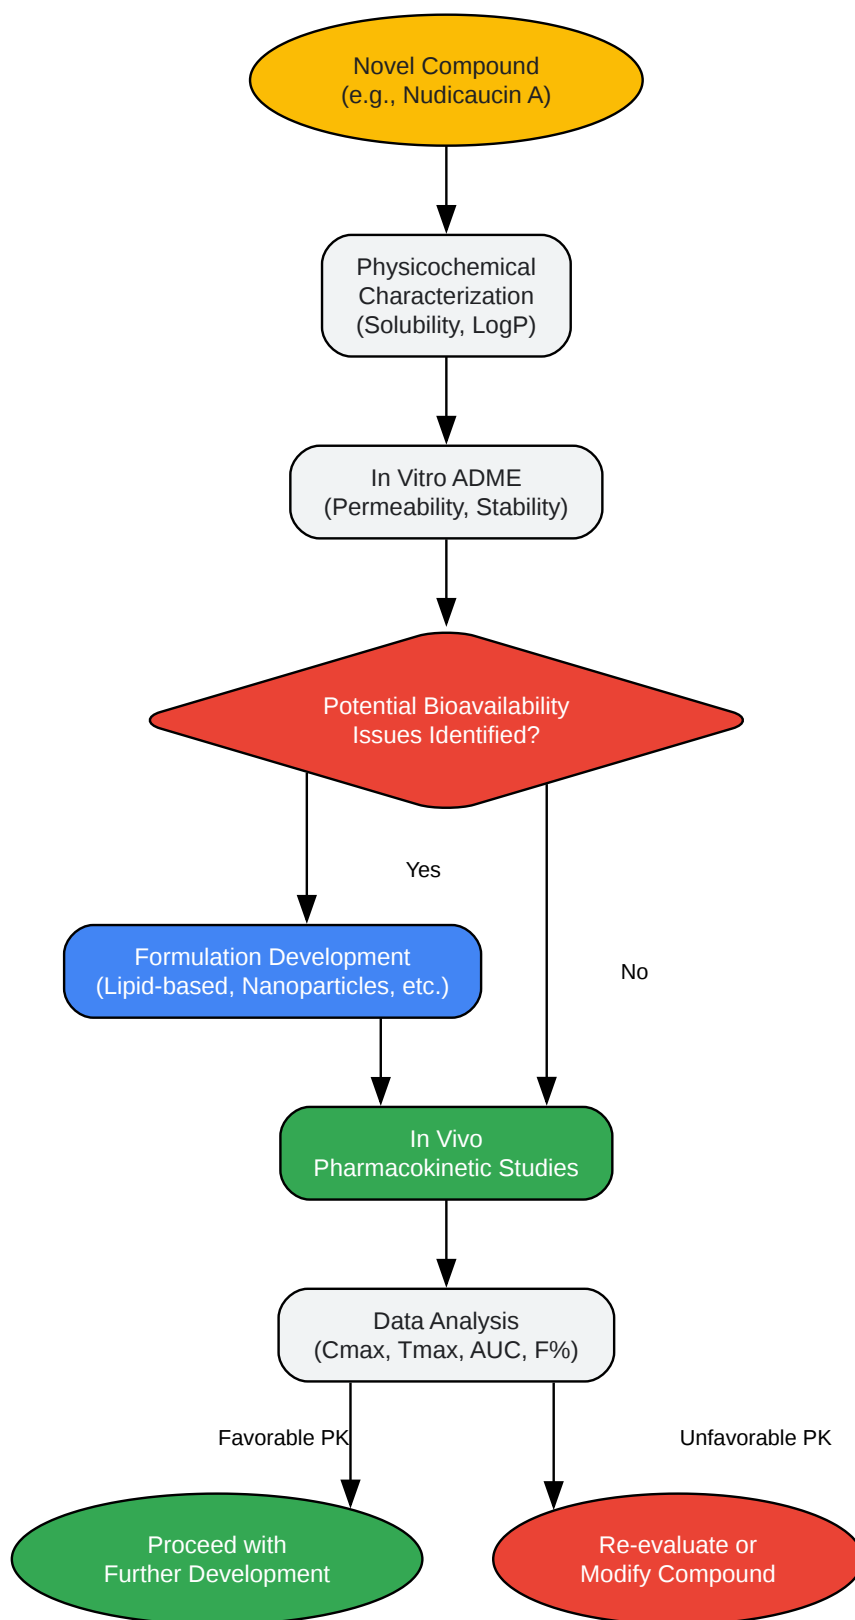 Novel Compound
(e.g., Nudicaucin A)
Physicochemical
Characterization
(Solubility, LogP)
In Vitro ADME
(Permeability, Stability)
Potential Bioavailability
Issues Identified?
Yes
Formulation Development
(Lipid-based, Nanoparticles, etc.)
No
In Vivo
Pharmacokinetic Studies
Data Analysis
(Cmax, Tmax, AUC, F%)
Favorable PK
Unfavorable PK
Proceed with
Further Development
Re-evaluate or
Modify Compound